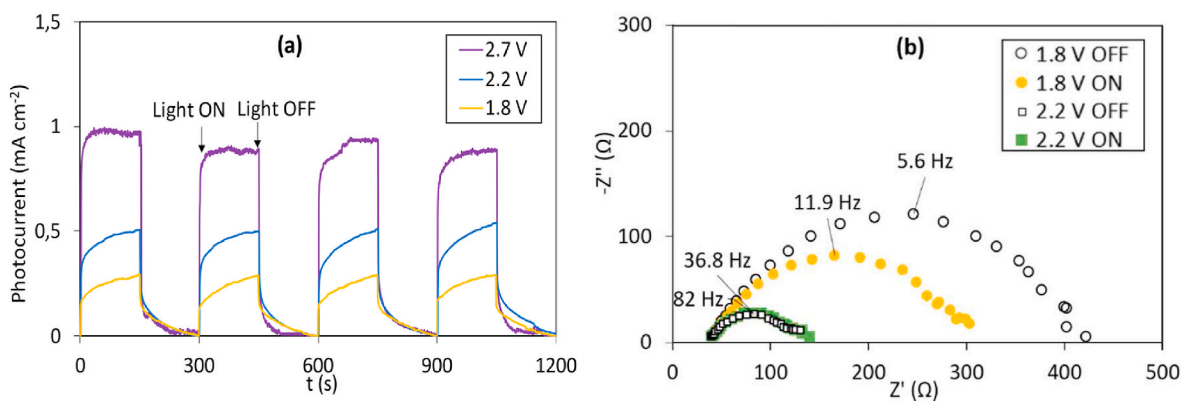 (a)
Photocurrent (mA cm⁻²)
1,5
1
0,5
0
2.7 V
2.2 V
1.8 V
Light ON
Light OFF
0
300
600
900
1200
t (s)
(b)
-Z'' (Ω)
300
200
100
0
1.8 V OFF
1.8 V ON
2.2 V OFF
2.2 V ON
5.6 Hz
11.9 Hz
36.8 Hz
82 Hz
0
100
200
300
400
500
Z' (Ω)